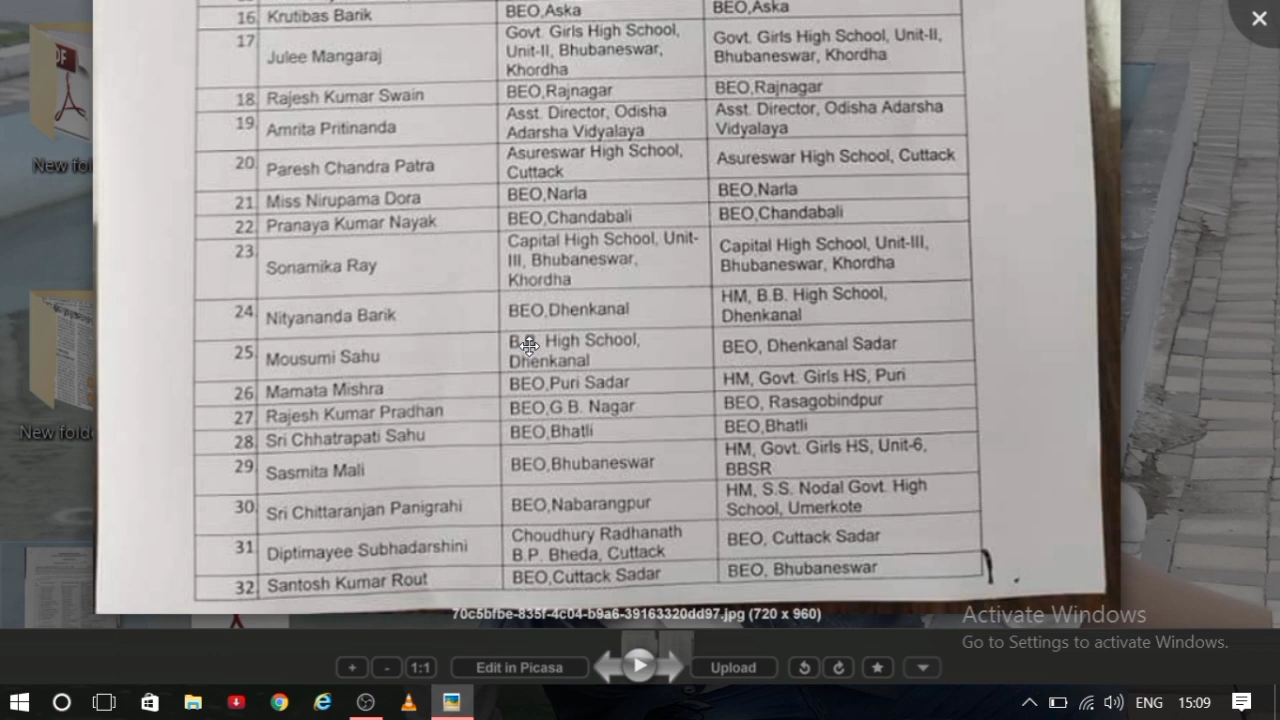 16. Krutibas Barik BEO,Aska BEO,Aska
17. Julee Mangaraj Govt. Girls High School, Unit-II, Bhubaneswar, Khordha Govt. Girls High School, Unit-II, Bhubaneswar, Khordha
18. Rajesh Kumar Swain BEO,Rajnagar BEO,Rajnagar
19. Amrita Pritinanda Asst. Director, Odisha Adarsha Vidyalaya Asst. Director, Odisha Adarsha Vidyalaya
20. Paresh Chandra Patra Asureswar High School, Cuttack Asureswar High School, Cuttack
21. Miss Nirupama Dora BEO,Narla BEO,Narla
22. Pranaya Kumar Nayak BEO,Chandabali BEO,Chandabali
23. Sonamika Ray Capital High School, Unit-III, Bhubaneswar, Khordha Capital High School, Unit-III, Bhubaneswar, Khordha
24. Nityananda Barik BEO,Dhenkanal HM, B.B. High School, Dhenkanal
25. Mousumi Sahu High School, Dhenkanal BEO, Dhenkanal Sadar
26. Mamata Mishra BEO,Puri Sadar HM, Govt. Girls HS, Puri
27. Rajesh Kumar Pradhan BEO,G B. Nagar BEO, Rasagobindpur
28. Sri Chhatrapati Sahu BEO,Bhatli BEO,Bhatli
29. Sasmita Mali BEO,Bhubaneswar HM, Govt. Girls HS, Unit-6, BBSR
30. Sri Chittaranjan Panigrahi BEO,Nabarangpur HM, S.S. Nodal Govt. High School, Umerkote
31. Diptimayee Subhadarshini Choudhury Radhanath B.P. Bheda, Cuttack BEO, Cuttack Sadar
32. Santosh Kumar Rout BEO,Cuttack Sadar BEO, Bhubaneswar
New fol
New folde
70c5bfbe-835f-4c04-b9a6-39163320dd97.jpg (720 x 960)
Activate Windows
Go to Settings to activate Windows.
+ - 1:1 Edit in Picasa Upload
ENG 15:09